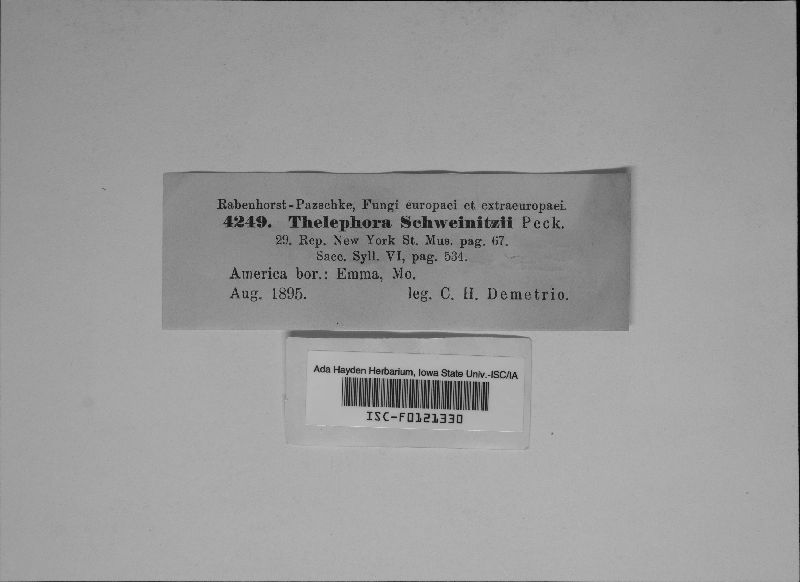 Rabenhorst-Pazschke, Fungi europaei et extraeuropaei.
4249. Thelephora Schweinitzii Peck.
29. Rep. New York St. Mus. pag. 67.
Sacc. Syll. VI, pag. 534.
America bor.: Emma, Mo.
Aug. 1895. leg. C. H. Demetrio.
Ada Hayden Herbarium, Iowa State Univ.-ISC/IA
ISC-F0121330